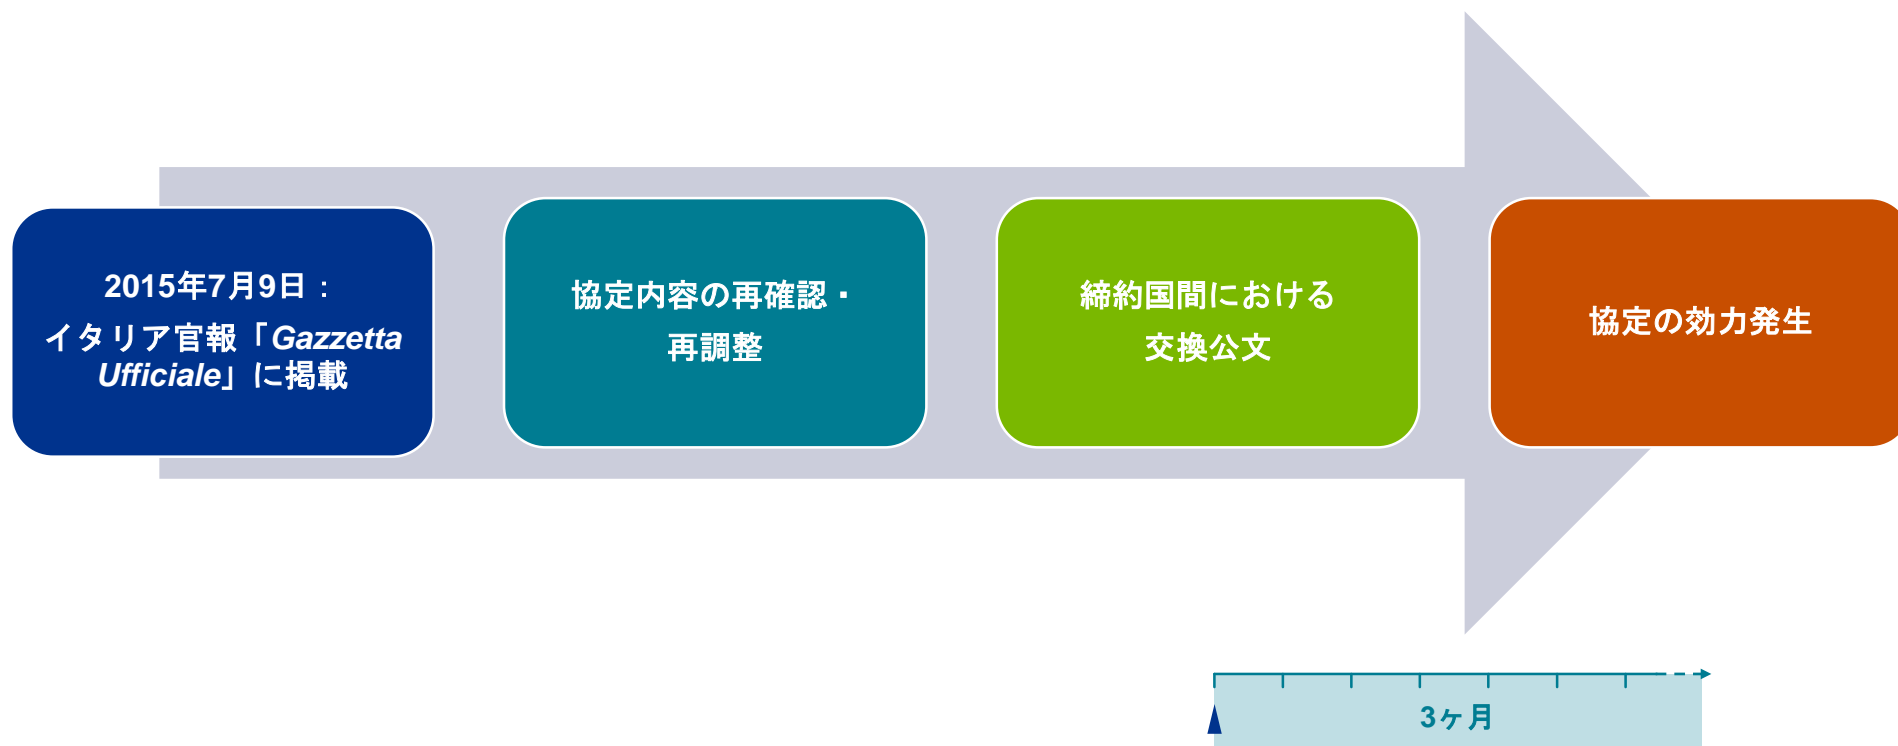 2015年7月9日：
イタリア官報「Gazzetta
Ufficiale」に掲載
協定内容の再確認・
再調整
締約国間における
交換公文
協定の効力発生
3ヶ月